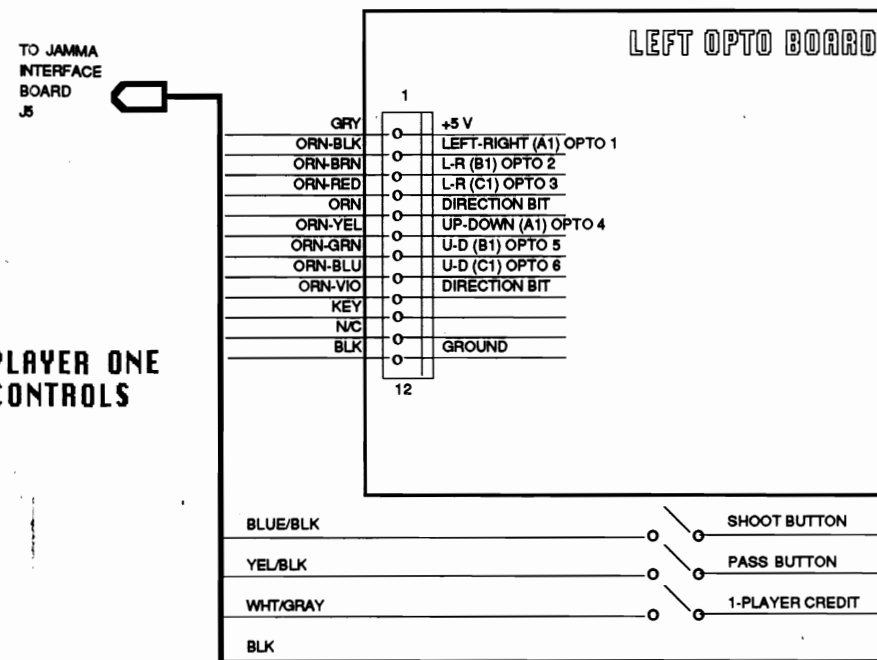 LEFT OPTO BOARD
TO JAMMA
INTERFACE
BOARD
J5
1
GRY +5 V
ORN-BLK LEFT-RIGHT (A1) OPTO 1
ORN-BRN L-R (B1) OPTO 2
ORN-RED L-R (C1) OPTO 3
ORN DIRECTION BIT
ORN-YEL UP-DOWN (A1) OPTO 4
ORN-GRN U-D (B1) OPTO 5
ORN-BLU U-D (C1) OPTO 6
ORN-VIO DIRECTION BIT
KEY
N/C
BLK GROUND
12
PLAYER ONE
CONTROLS
BLUE/BLK SHOOT BUTTON
YEL/BLK PASS BUTTON
WHT/GRAY 1-PLAYER CREDIT
BLK